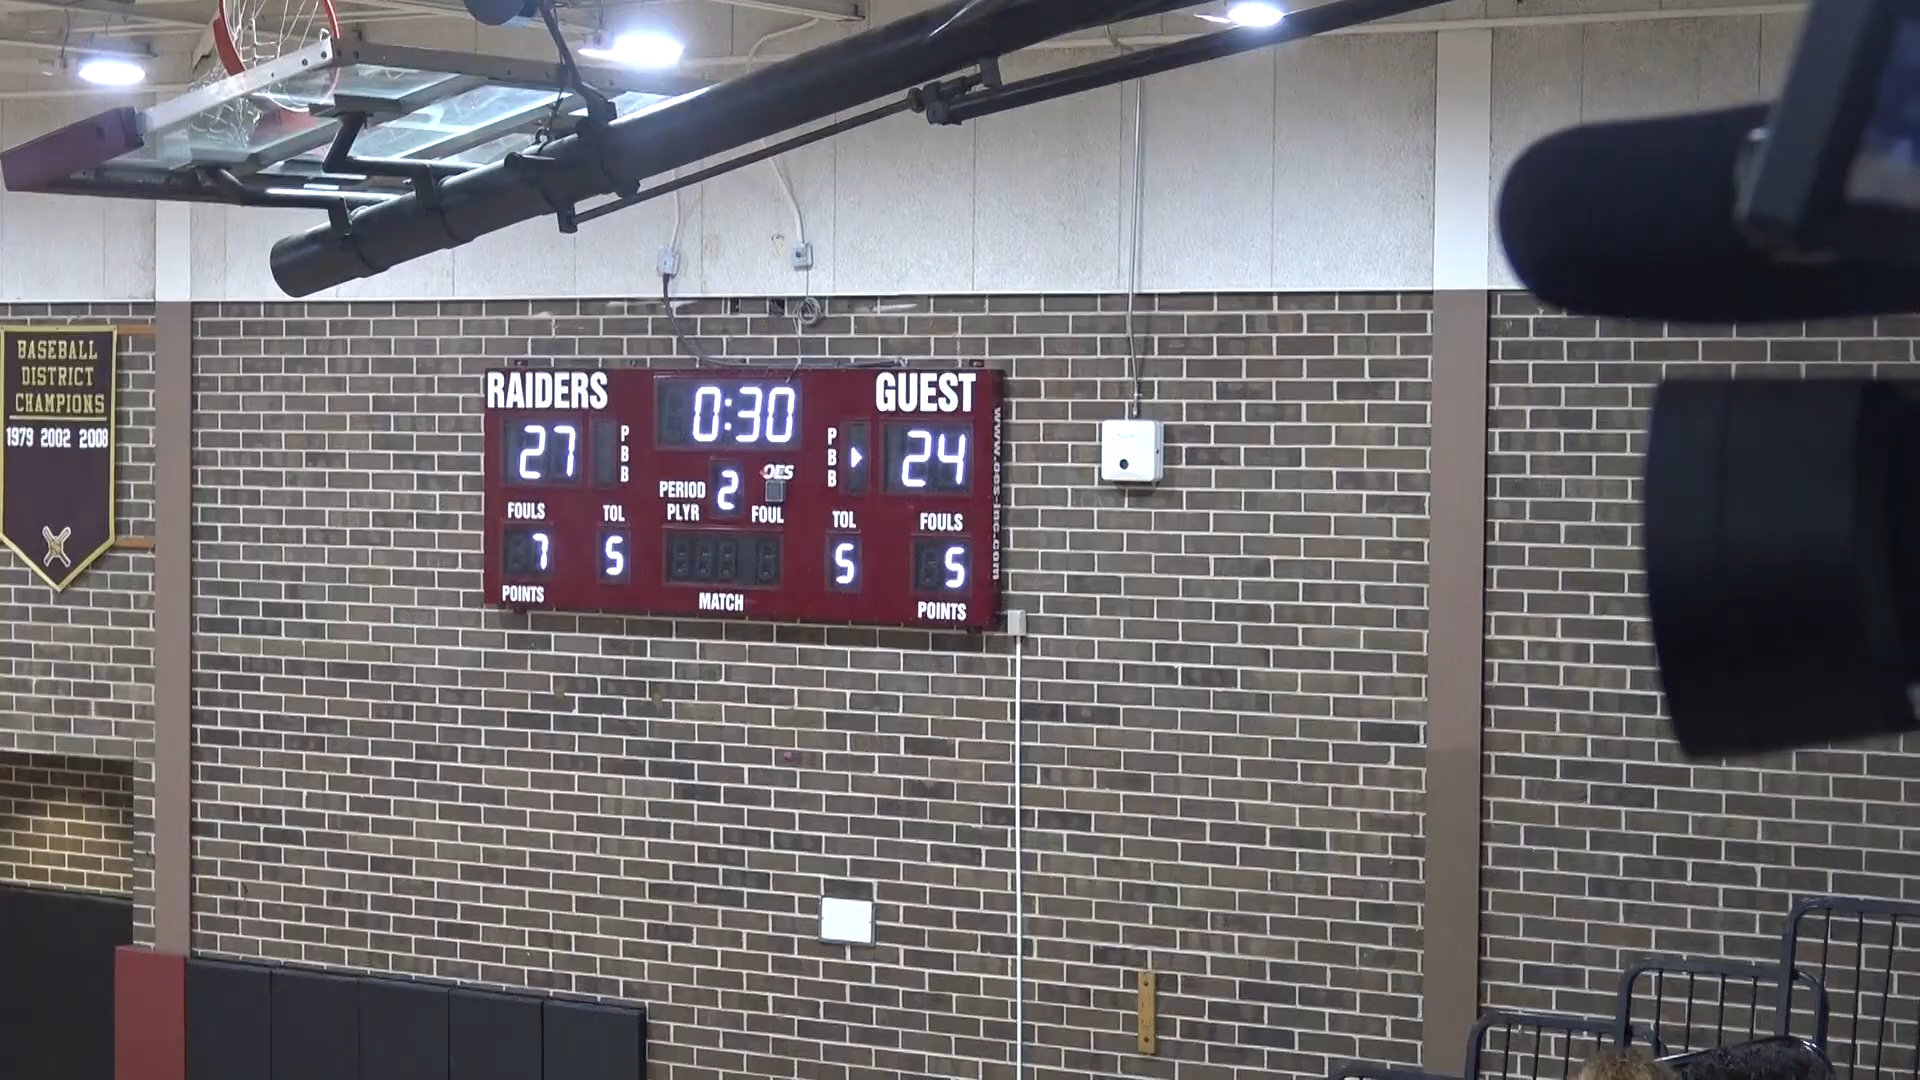 BASEBALL
DISTRICT
CHAMPIONS
1979 2002 2008
RAIDERS
0:30
GUEST
27
P
B
B
P
B
B
24
OES
PERIOD 2
PLYR
FOUL
FOULS
TOL
TOL
FOULS
7
5
5
5
POINTS
MATCH
POINTS
www.oes-inc.com